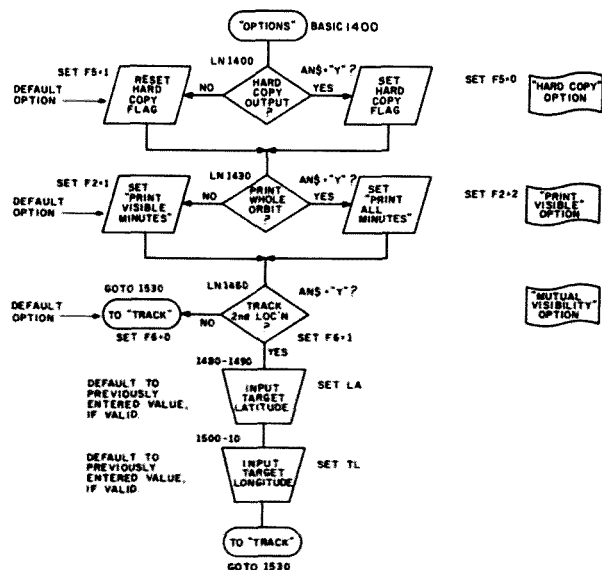 "OPTIONS"
BASIC 1400
LN 1400
SET F5=1
RESET
HARD
COPY
FLAG
NO
HARD
COPY
OUTPUT
?
ANS="Y" ?
YES
SET
HARD
COPY
FLAG
SET F5=0
"HARD COPY"
OPTION
DEFAULT
OPTION
LN 1430
SET F2=1
SET
"PRINT
VISIBLE
MINUTES"
NO
PRINT
WHOLE
ORBIT
?
ANS="Y" ?
YES
SET
"PRINT
ALL
MINUTES"
SET F2=2
"PRINT
VISIBLE"
OPTION
DEFAULT
OPTION
LN 1460
GOTO 1530
TO "TRACK"
SET F6=0
NO
TRACK
2nd LOC'N
?
ANS="Y"?
SET F6=1
YES
"MUTUAL
VISIBILITY"
OPTION
DEFAULT
OPTION
1480-1490
DEFAULT TO
PREVIOUSLY
ENTERED VALUE,
IF VALID.
INPUT
TARGET
LATITUDE
SET LA
1500-10
DEFAULT TO
PREVIOUSLY
ENTERED VALUE,
IF VALID.
INPUT
TARGET
LONGITUDE
SET TL
TO "TRACK"
GOTO 1530